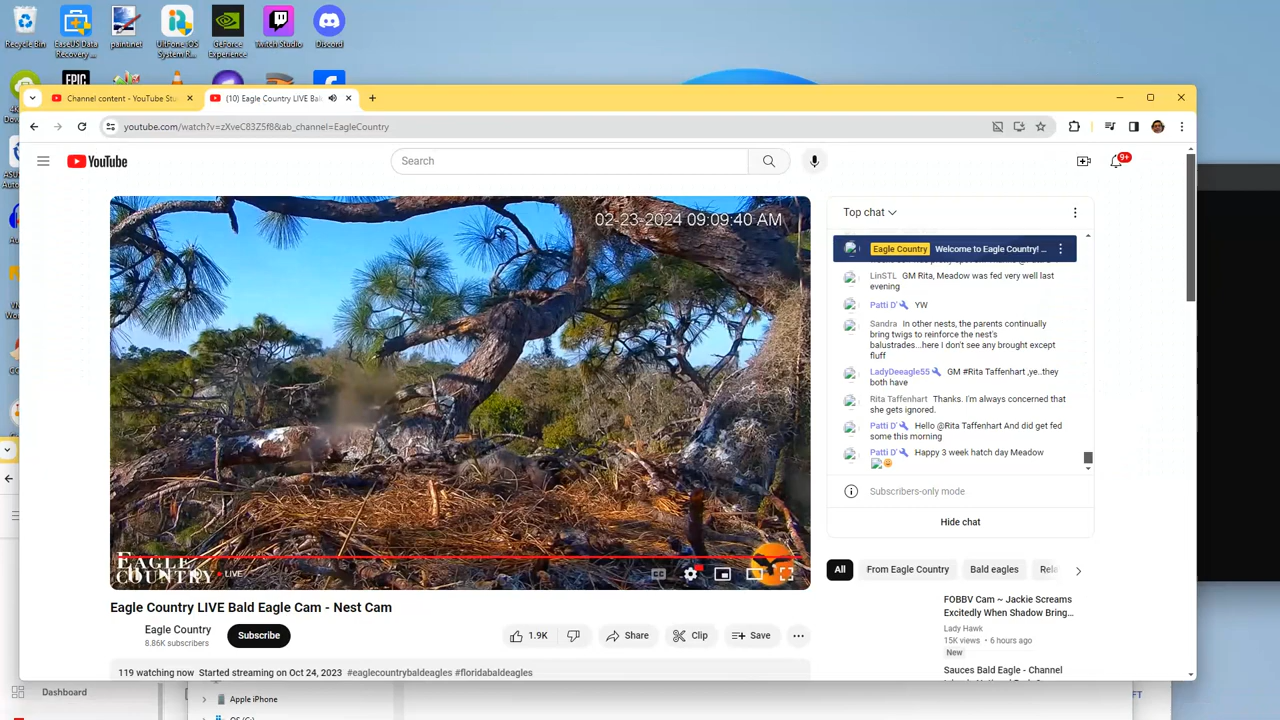 Recycle Bin
EaseUS Data
Recovery ...
paint.net
UltFone iOS
System R...
GeForce
Experience
Twitch Studio
Discord
EPIC
Channel content - YouTube Stu
(10) Eagle Country LIVE Bal
youtube.com/watch?v=zXveC83Z5f8&ab_channel=EagleCountry
YouTube
Search
9+
02-23-2024 09:09:40 AM
EAGLE
COUNTRY
LIVE
Top chat
Eagle Country Welcome to Eagle Country! ...
LinSTL GM Rita, Meadow was fed very well last
evening
Patti D' YW
Sandra In other nests, the parents continually
bring twigs to reinforce the nest's
balustrades...here I don't see any brought except
fluff
LadyDeeagle55 GM #Rita Taffenhart ,ye..they
both have
Rita Taffenhart Thanks. I'm always concerned that
she gets ignored.
Patti D' Hello @Rita Taffenhart And did get fed
some this morning
Patti D' Happy 3 week hatch day Meadow
Subscribers-only mode
Hide chat
All
From Eagle Country
Bald eagles
Rela
Eagle Country LIVE Bald Eagle Cam - Nest Cam
Eagle Country
8.86K subscribers
Subscribe
1.9K
Share
Clip
Save
119 watching now Started streaming on Oct 24, 2023 #eaglecountrybaldeagles #floridabaldeagles
FOBBV Cam ~ Jackie Screams
Excitedly When Shadow Bring...
Lady Hawk
15K views • 6 hours ago
New
Sauces Bald Eagle - Channel
Dashboard
Apple iPhone